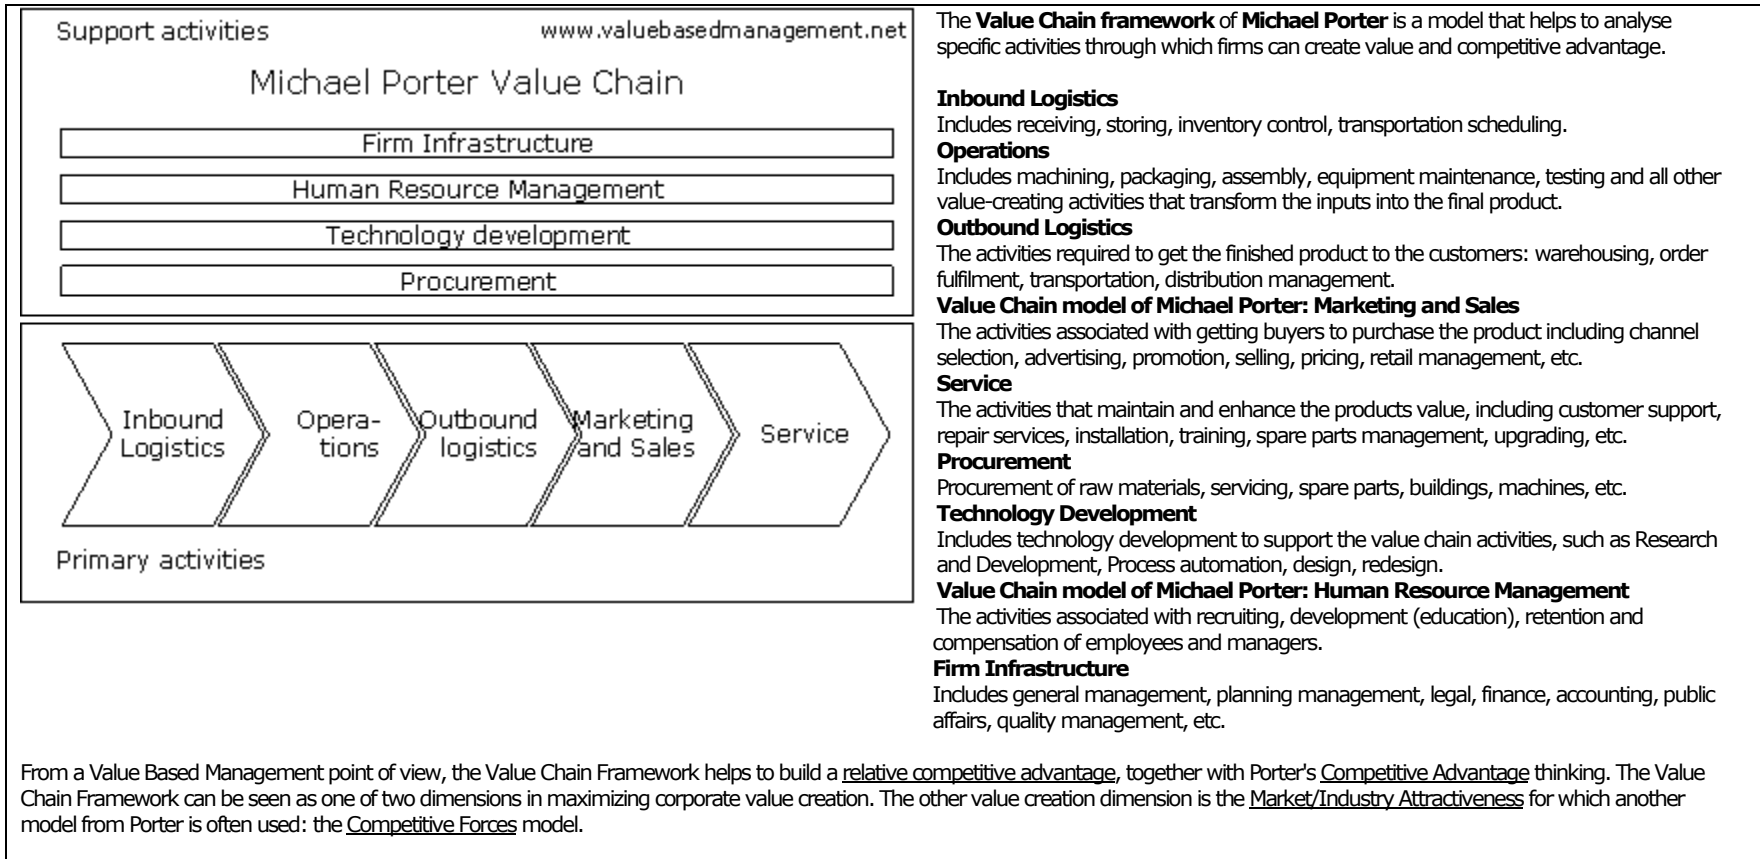 Support activities
www.valuebasedmanagement.net
Michael Porter Value Chain
Firm Infrastructure
Human Resource Management
Technology development
Procurement
Inbound
Logistics
Opera-
tions
Outbound
logistics
Marketing
and Sales
Service
Primary activities
The Value Chain framework of Michael Porter is a model that helps to analyse
specific activities through which firms can create value and competitive advantage.
Inbound Logistics
Includes receiving, storing, inventory control, transportation scheduling.
Operations
Includes machining, packaging, assembly, equipment maintenance, testing and all other
value-creating activities that transform the inputs into the final product.
Outbound Logistics
The activities required to get the finished product to the customers: warehousing, order
fulfilment, transportation, distribution management.
Value Chain model of Michael Porter: Marketing and Sales
The activities associated with getting buyers to purchase the product including channel
selection, advertising, promotion, selling, pricing, retail management, etc.
Service
The activities that maintain and enhance the products value, including customer support,
repair services, installation, training, spare parts management, upgrading, etc.
Procurement
Procurement of raw materials, servicing, spare parts, buildings, machines, etc.
Technology Development
Includes technology development to support the value chain activities, such as Research
and Development, Process automation, design, redesign.
Value Chain model of Michael Porter: Human Resource Management
The activities associated with recruiting, development (education), retention and
compensation of employees and managers.
Firm Infrastructure
Includes general management, planning management, legal, finance, accounting, public
affairs, quality management, etc.
From a Value Based Management point of view, the Value Chain Framework helps to build a relative competitive advantage, together with Porter's Competitive Advantage thinking. The Value
Chain Framework can be seen as one of two dimensions in maximizing corporate value creation. The other value creation dimension is the Market/Industry Attractiveness for which another
model from Porter is often used: the Competitive Forces model.